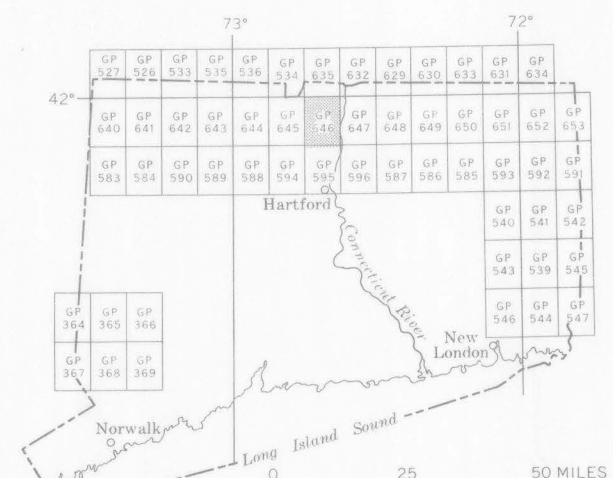 73° 72°
GP 527 GP 526 GP 533 GP 535 GP 536 GP 534 GP 635 GP 632 GP 629 GP 630 GP 633 GP 631 GP 634
42°
GP 640 GP 641 GP 642 GP 643 GP 644 GP 645 GP 646 GP 647 GP 648 GP 649 GP 650 GP 651 GP 652 GP 653
GP 583 GP 584 GP 590 GP 589 GP 588 GP 594 GP 595 GP 596 GP 587 GP 586 GP 585 GP 593 GP 592 GP 591
Hartford
GP 540 GP 541 GP 542
Connecticut River
GP 543 GP 539 GP 545
GP 364 GP 365 GP 366
GP 546 GP 544 GP 547
GP 367 GP 368 GP 369
New
London
Norwalk
Long Island Sound
0 25 50 MILES